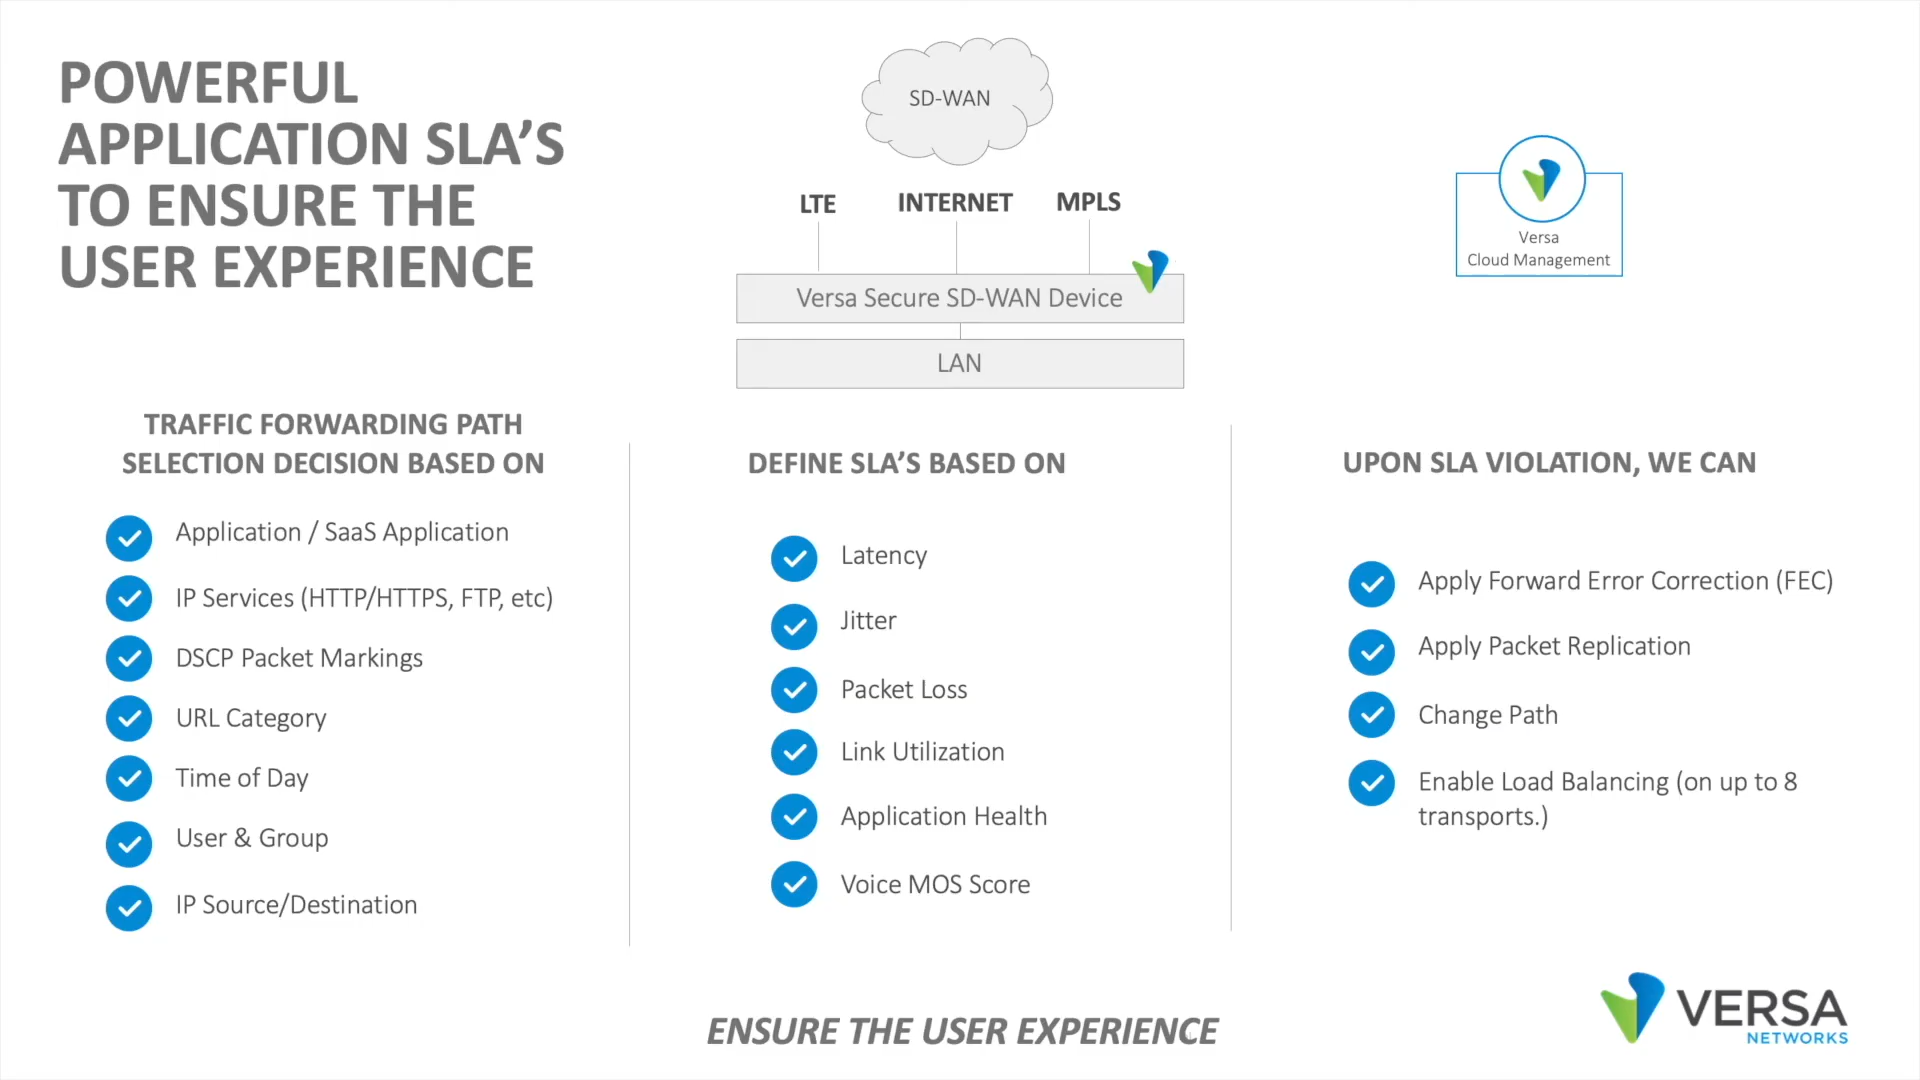 POWERFUL
APPLICATION SLA’S
TO ENSURE THE
USER EXPERIENCE
SD-WAN
LTE
INTERNET
MPLS
Versa Secure SD-WAN Device
LAN
Versa
Cloud Management
TRAFFIC FORWARDING PATH
SELECTION DECISION BASED ON
Application / SaaS Application
IP Services (HTTP/HTTPS, FTP, etc)
DSCP Packet Markings
URL Category
Time of Day
User & Group
IP Source/Destination
DEFINE SLA’S BASED ON
Latency
Jitter
Packet Loss
Link Utilization
Application Health
Voice MOS Score
UPON SLA VIOLATION, WE CAN
Apply Forward Error Correction (FEC)
Apply Packet Replication
Change Path
Enable Load Balancing (on up to 8
transports.)
ENSURE THE USER EXPERIENCE
VERSA
NETWORKS